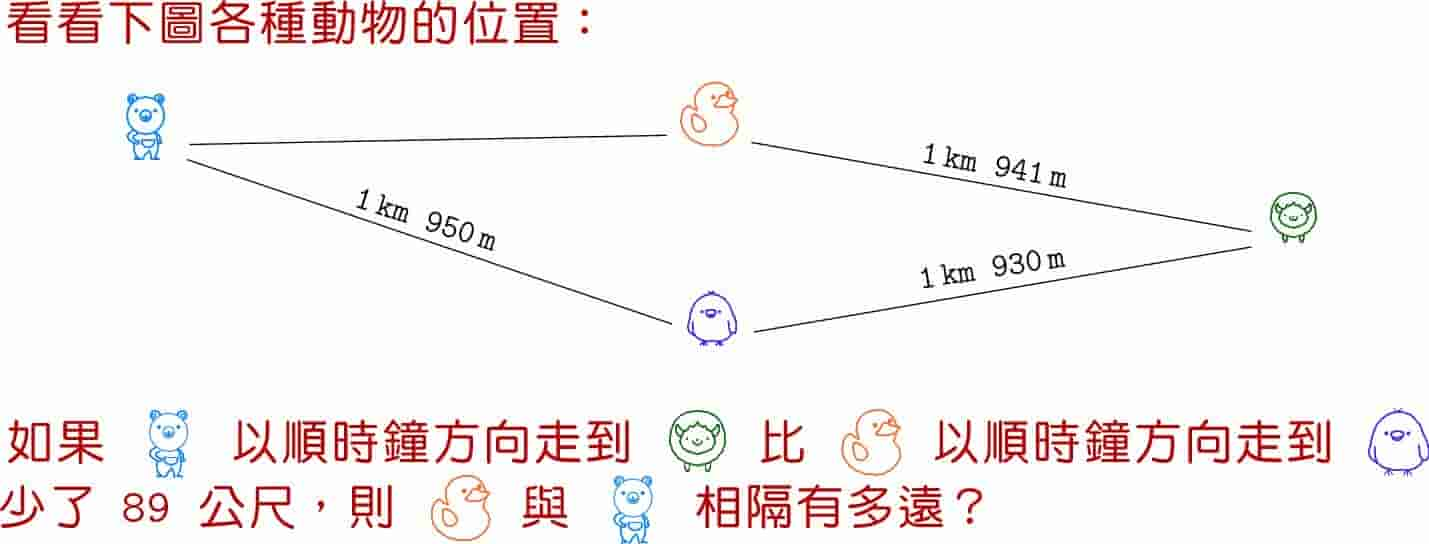 看看下圖各種動物的位置：
1 km 941 m
1 km 950 m
1 km 930 m
如果 以順時鐘方向走到 比 以順時鐘方向走到
少了 89 公尺，則 與 相隔有多遠？